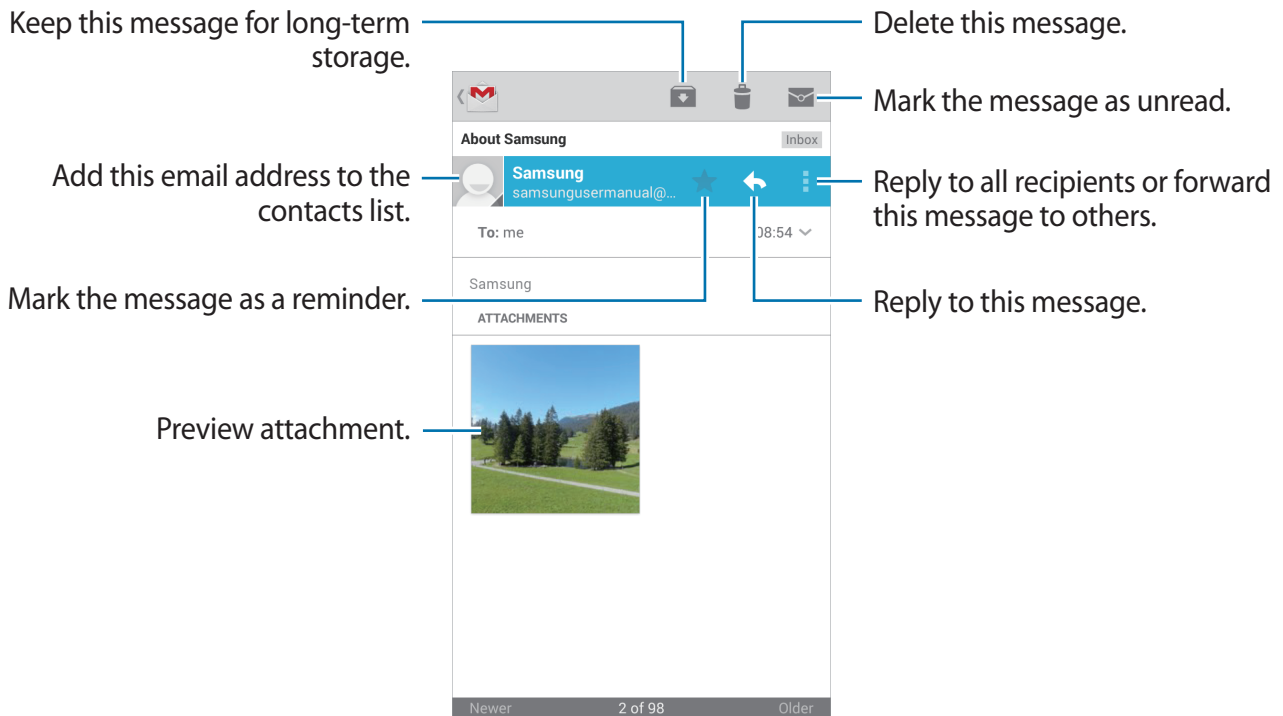 Keep this message for long-term
storage.
Delete this message.
Mark the message as unread.
About Samsung
Inbox
Add this email address to the
contacts list.
Samsung
samsungusermanual@...
Reply to all recipients or forward
this message to others.
To: me
08:54
Mark the message as a reminder.
Samsung
Reply to this message.
ATTACHMENTS
Preview attachment.
Newer
2 of 98
Older